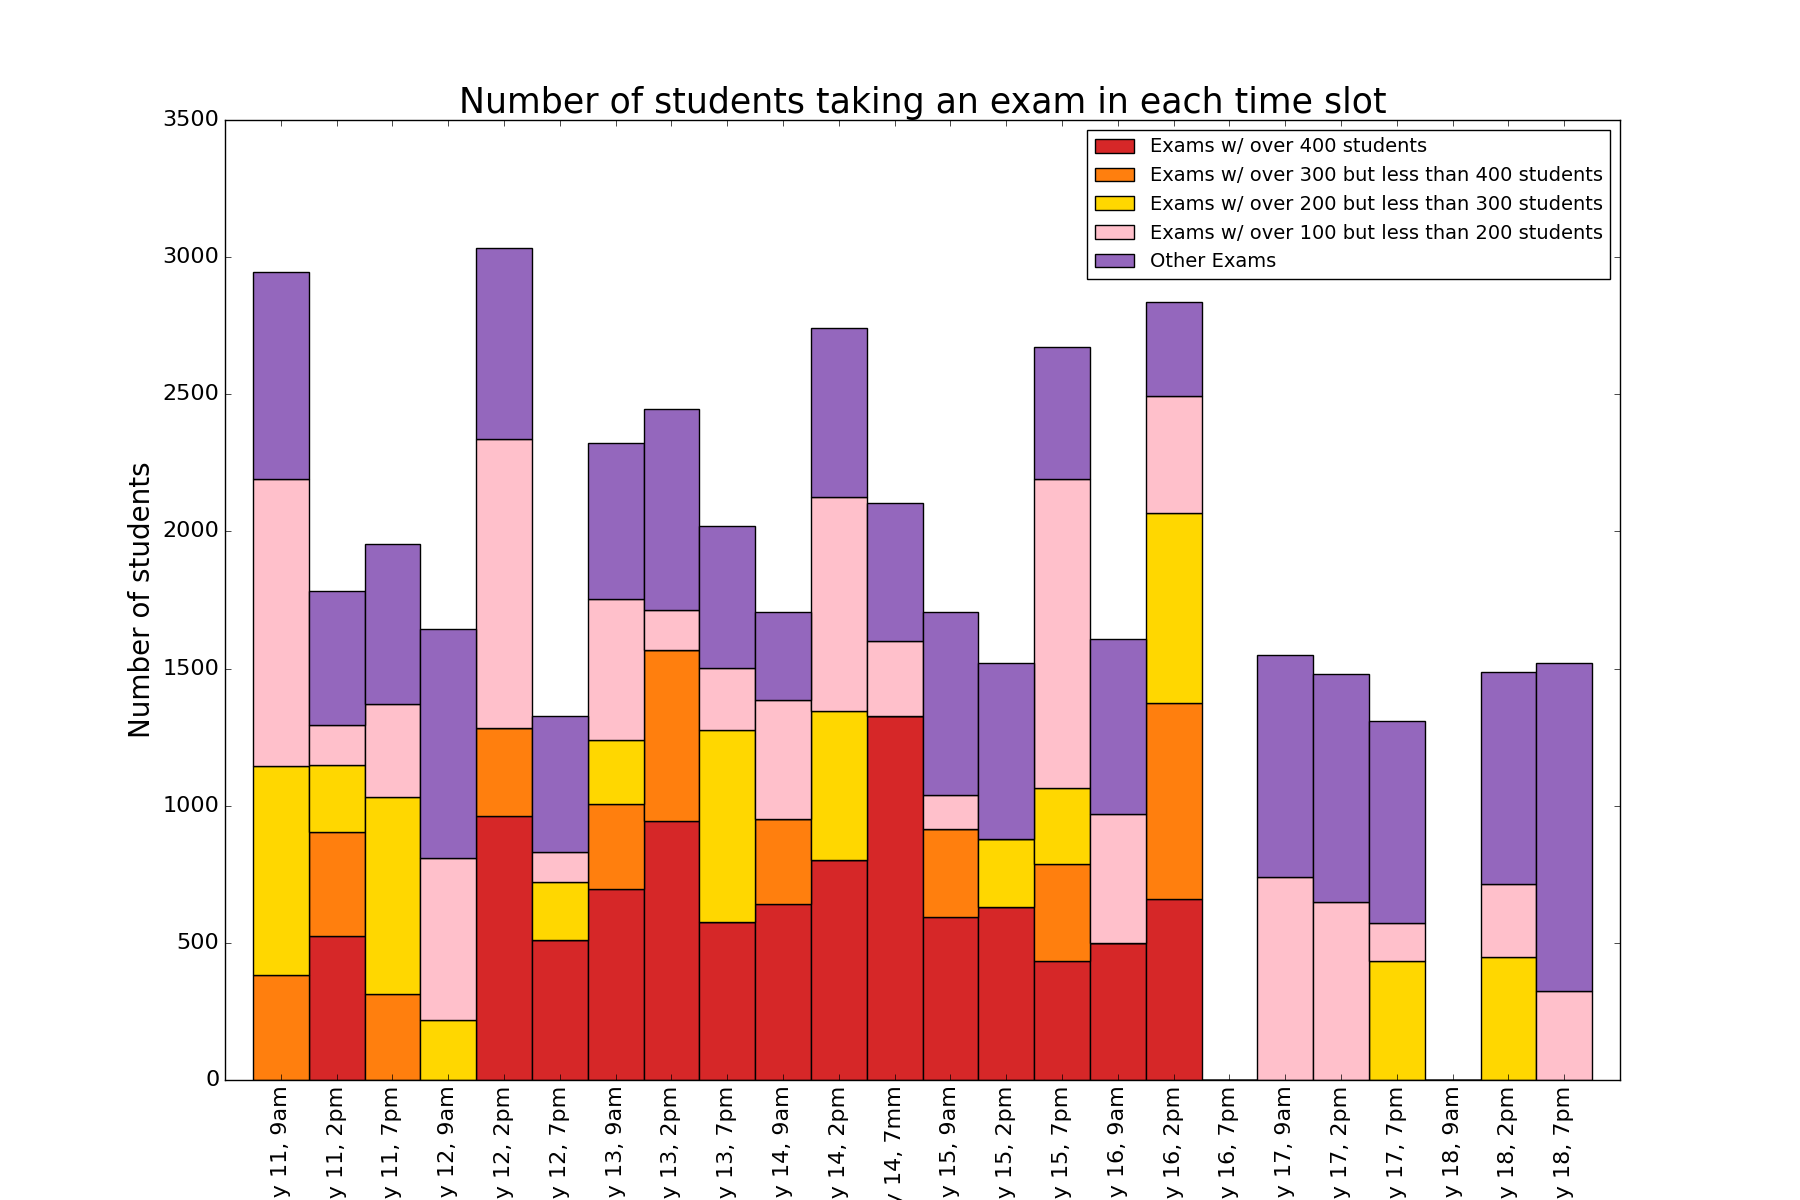 Number of students taking an exam in each time slot
Number of students
3500
3000
2500
2000
1500
1000
500
0
Exams w/ over 400 students
Exams w/ over 300 but less than 400 students
Exams w/ over 200 but less than 300 students
Exams w/ over 100 but less than 200 students
Other Exams
y 11, 9am
y 11, 2pm
y 11, 7pm
y 12, 9am
y 12, 2pm
y 12, 7pm
y 13, 9am
y 13, 2pm
y 13, 7pm
y 14, 9am
y 14, 2pm
y 14, 7mm
y 15, 9am
y 15, 2pm
y 15, 7pm
y 16, 9am
y 16, 2pm
y 16, 7pm
y 17, 9am
y 17, 2pm
y 17, 7pm
y 18, 9am
y 18, 2pm
y 18, 7pm